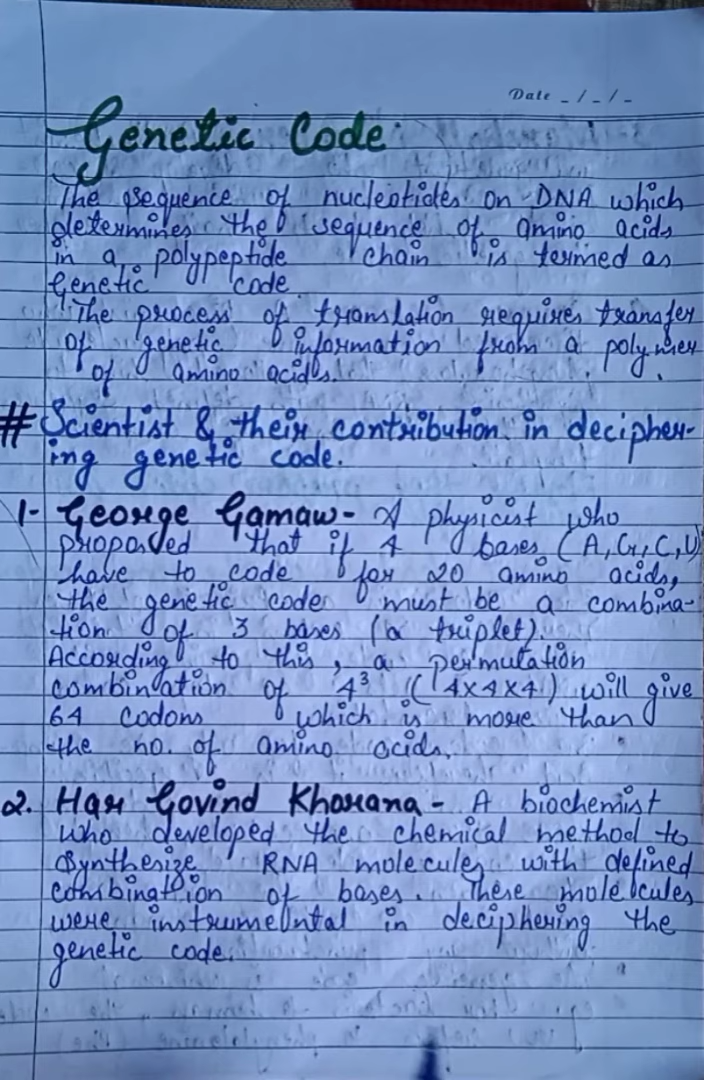 Date _/_/_
Genetic Code
The sequence of nucleotides on DNA which
determines the sequence of amino acids
in a polypeptide chain is termed as
Genetic code.
The process of translation requires transfer
of genetic information from a polymer
of amino acids.
# Scientist & their contribution in decipher-
ing genetic code.
1- George Gamaw - A physicist who
proposed that if 4 bases (A, G, C, U)
have to code for 20 amino acids,
the genetic code must be a combina-
tion of 3 bases (a triplet).
According to this, a permutation
combination of 4³ (4x4x4) will give
64 codons which is more than
the no. of amino acids.
2. Har Govind Khorana - A biochemist
who developed the chemical method to
synthesize RNA molecules with defined
combination of bases. These molecules
were instrumental in deciphering the
genetic code.